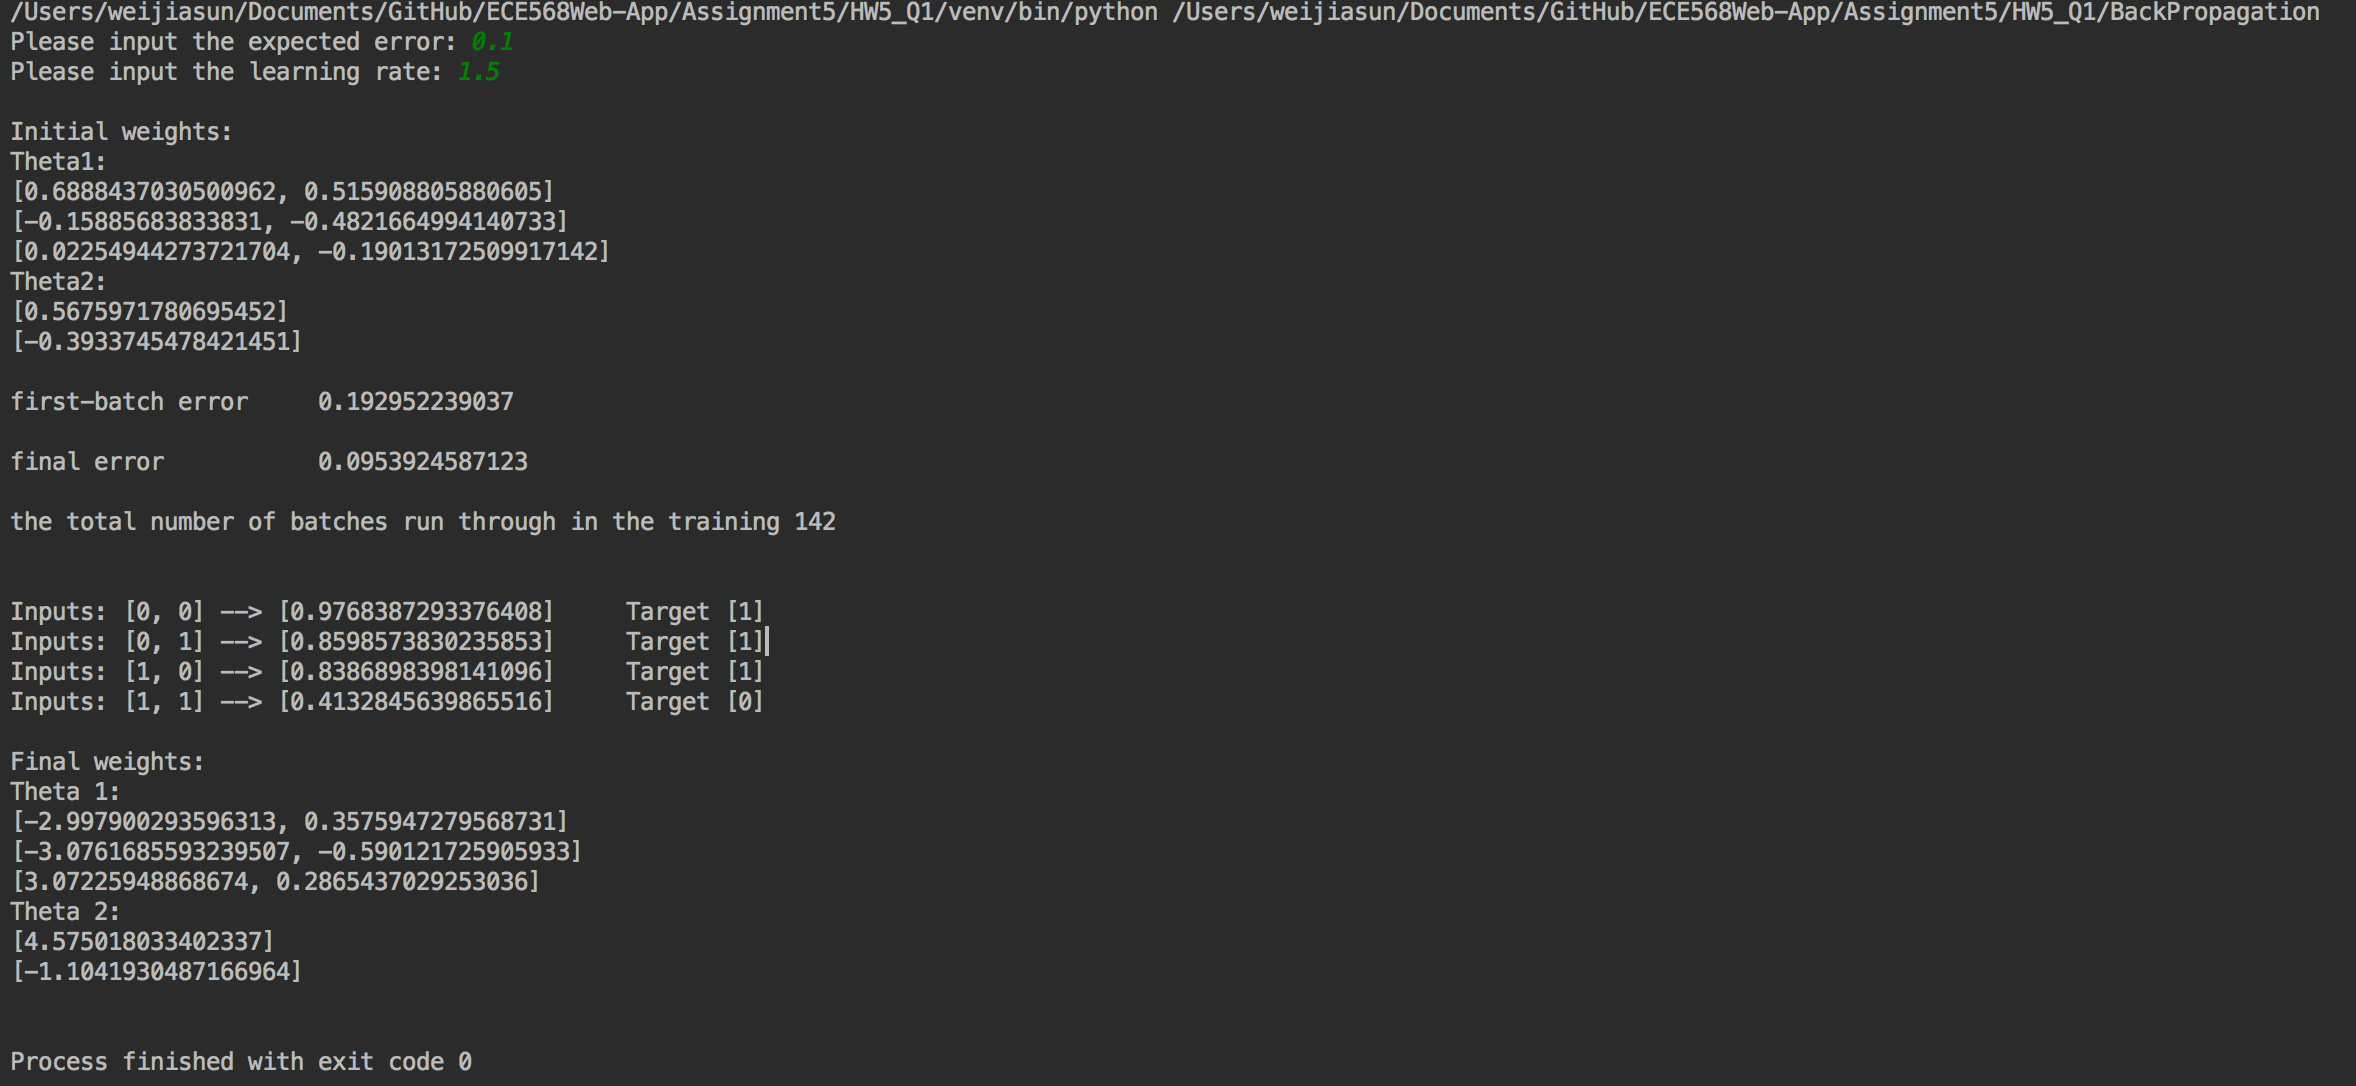 /Users/weijiasun/Documents/GitHub/ECE568Web-App/Assignment5/HW5_Q1/venv/bin/python /Users/weijiasun/Documents/GitHub/ECE568Web-App/Assignment5/HW5_Q1/BackPropagation
Please input the expected error: 0.1
Please input the learning rate: 1.5
Initial weights:
Theta1:
[0.6888437030500962, 0.515908805880605]
[-0.15885683833831, -0.4821664994140733]
[0.02254944273721704, -0.19013172509917142]
Theta2:
[0.5675971780695452]
[-0.3933745478421451]
first-batch error     0.192952239037
final error           0.0953924587123
the total number of batches run through in the training 142
Inputs: [0, 0] --> [0.9768387293376408]     Target [1]
Inputs: [0, 1] --> [0.8598573830235853]     Target [1]
Inputs: [1, 0] --> [0.8386898398141096]     Target [1]
Inputs: [1, 1] --> [0.4132845639865516]     Target [0]
Final weights:
Theta 1:
[-2.997900293596313, 0.35759472795687​31]
[-3.0761685593239507, -0.590121725905933]
[3.07225948868674, 0.2865437029253036]
Theta 2:
[4.575018033402337]
[-1.1041930487166964]
Process finished with exit code 0